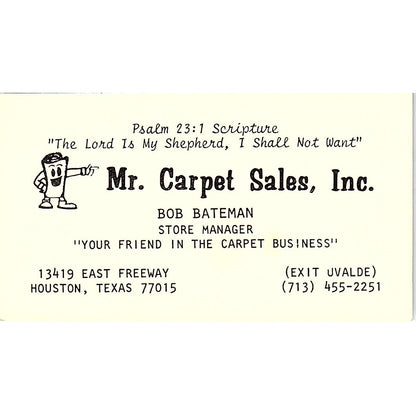 Psalm 23:1 Scripture
"The Lord Is My Shepherd, I Shall Not Want"
Mr. Carpet Sales, Inc.
BOB BATEMAN
STORE MANAGER
"YOUR FRIEND IN THE CARPET BUSINESS"
13419 EAST FREEWAY (EXIT UVALDE)
HOUSTON, TEXAS 77015 (713) 455-2251